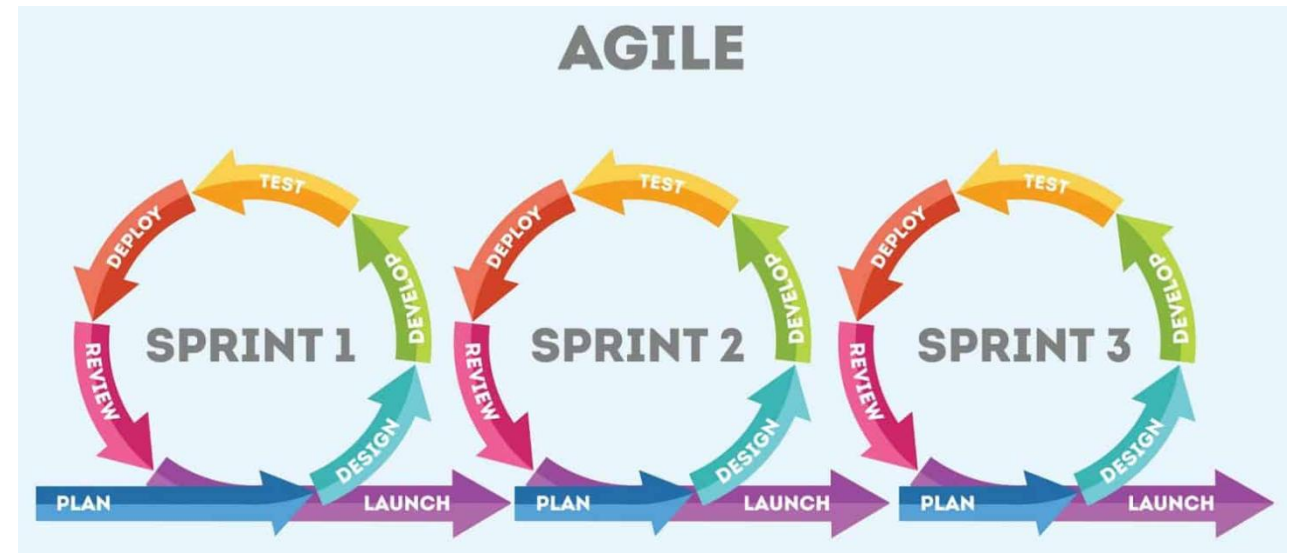 AGILE
TEST
DEPLOY
DEVELOP
SPRINT 1
REVIEW
DESIGN
PLAN
LAUNCH
TEST
DEPLOY
DEVELOP
SPRINT 2
REVIEW
DESIGN
PLAN
LAUNCH
TEST
DEPLOY
DEVELOP
SPRINT 3
REVIEW
DESIGN
PLAN
LAUNCH